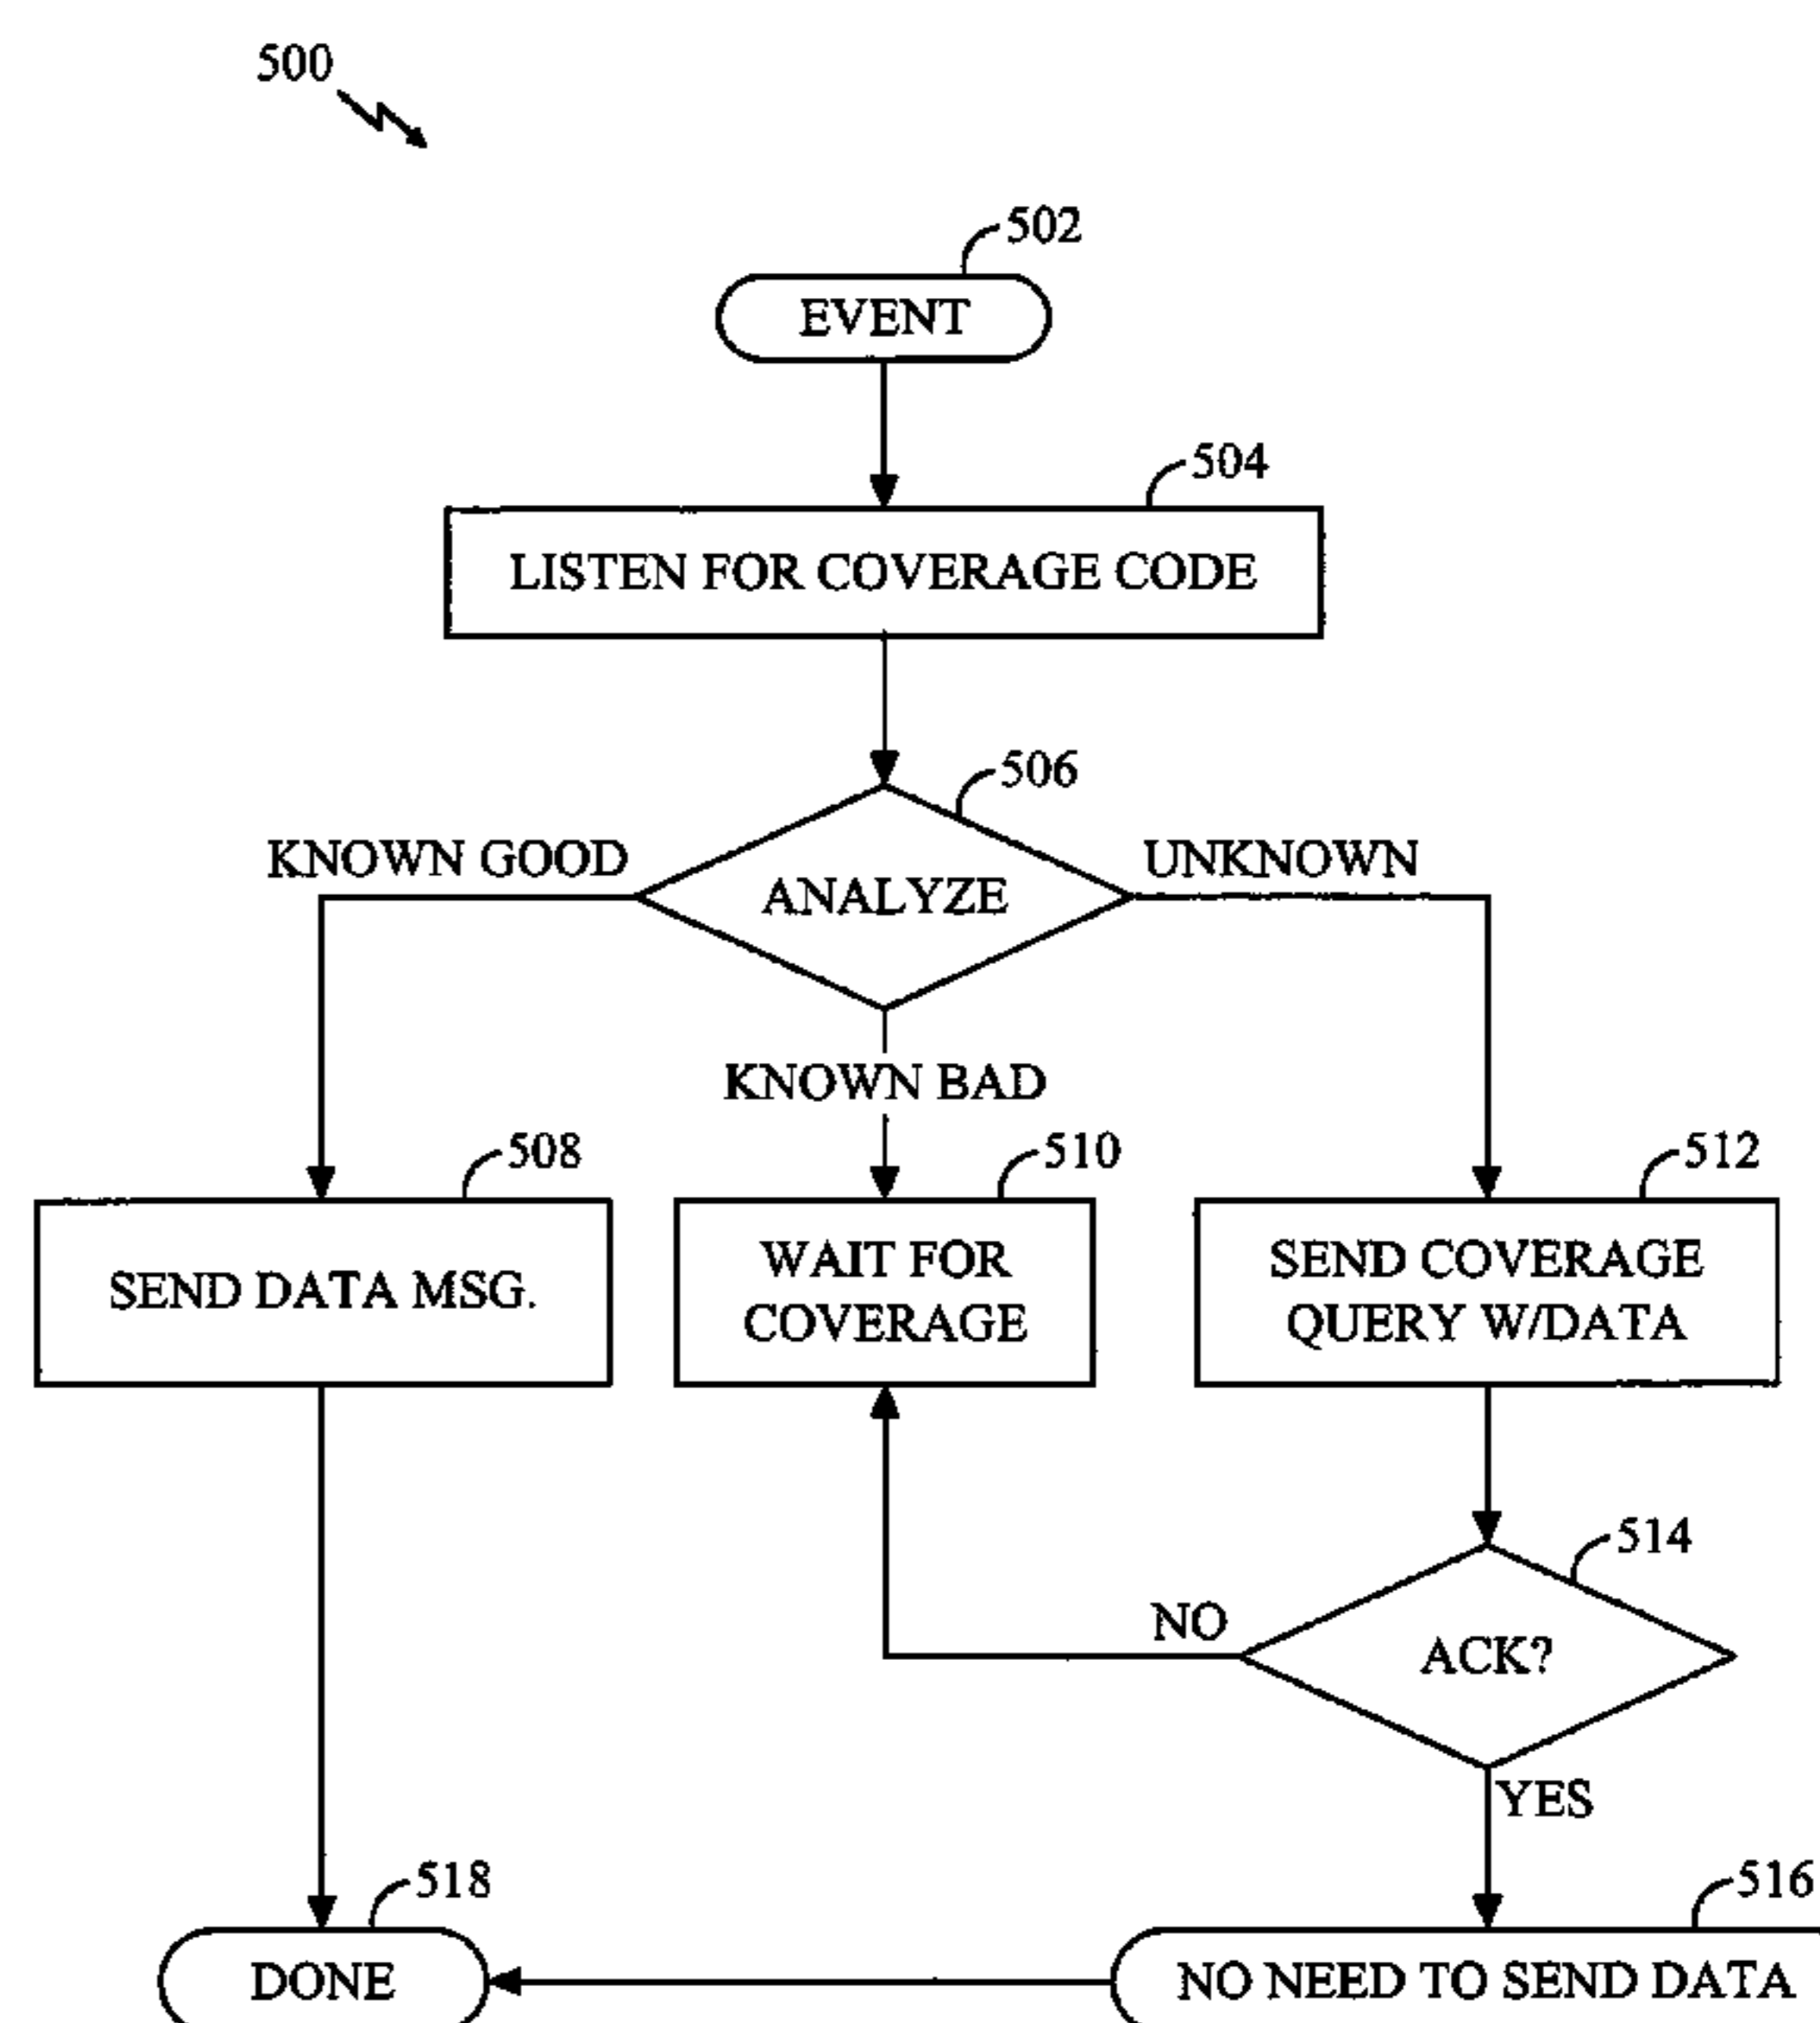 500
502
EVENT
504
LISTEN FOR COVERAGE CODE
506
KNOWN GOOD
ANALYZE
UNKNOWN
KNOWN BAD
508
510
512
SEND DATA MSG.
WAIT FOR
COVERAGE
SEND COVERAGE
QUERY W/DATA
514
NO
ACK?
YES
518
516
DONE
NO NEED TO SEND DATA